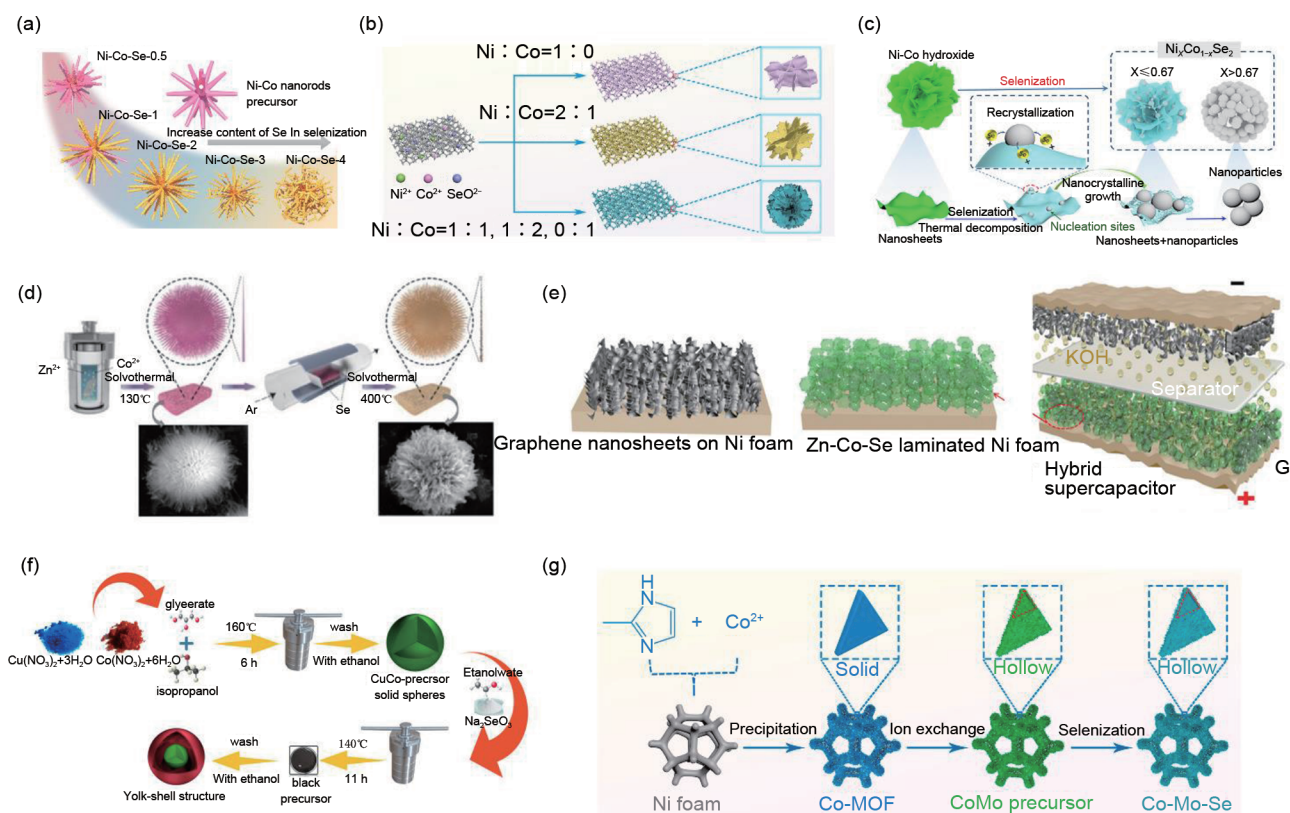 (a)
Ni-Co-Se-0.5
Ni-Co nanorods
precursor
Ni-Co-Se-1
Increase content of Se In selenization
Ni-Co-Se-2
Ni-Co-Se-3
Ni-Co-Se-4
(b)
Ni：Co=1：0
Ni：Co=2：1
Ni²⁺ Co²⁺ SeO²⁻
Ni：Co=1：1, 1：2, 0：1
(c)
Ni-Co hydroxide
Selenization
NiₓCo₁₋ₓSe₂
X≤0.67
X>0.67
Recrystallization
Nanocrystalline
growth
Nanoparticles
Selenization
Thermal decomposition
Nucleation sites
Nanosheets
Nanosheets+nanoparticles
(d)
Zn²⁺
Co²⁺
Solvothermal
130℃
Ar
Se
Solvothermal
400℃
(e)
Graphene nanosheets on Ni foam
Zn-Co-Se laminated Ni foam
KOH
Separator
Hybrid
supercapacitor
G
−
+
(f)
glyeerate
+
isopropanol
Cu(NO₃)₂+3H₂O
Co(NO₃)₂+6H₂O
160℃
6 h
wash
With ethanol
CuCo-precrsor
solid spheres
Etanolwate
Na₂SeO₃
140℃
11 h
black
precursor
wash
With ethanol
Yolk-shell structure
(g)
H
N
N
+
Co²⁺
Solid
Hollow
Hollow
Precipitation
Ion exchange
Selenization
Ni foam
Co-MOF
CoMo precursor
Co-Mo-Se